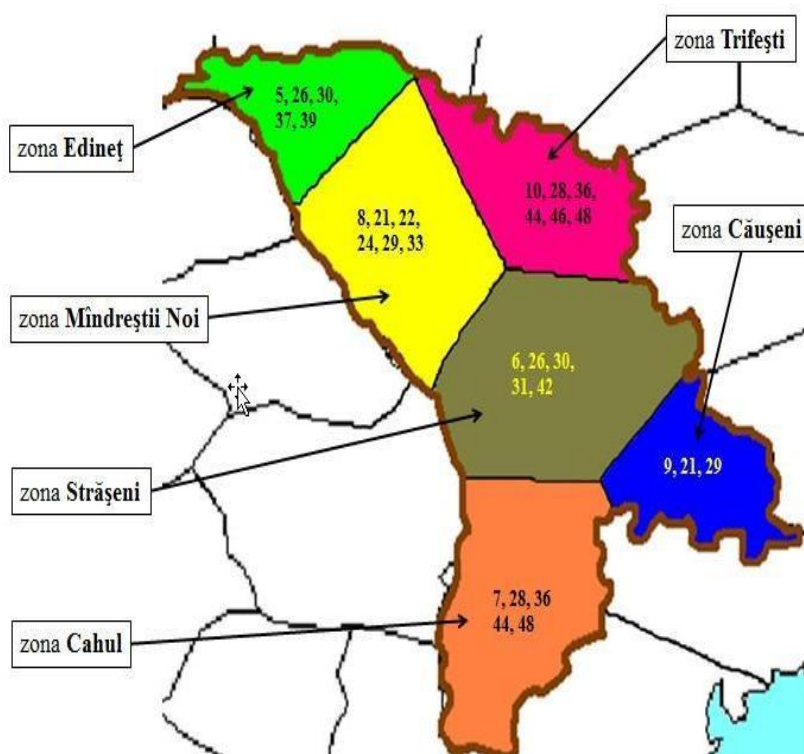 zona Trifeşti
5, 26, 30,
37, 39
zona Edineţ
10, 28, 36,
44, 46, 48
8, 21, 22,
24, 29, 33
zona Căuşeni
zona Mîndreştii Noi
6, 26, 30,
31, 42
9, 21, 29
zona Străşeni
7, 28, 36
44, 48
zona Cahul